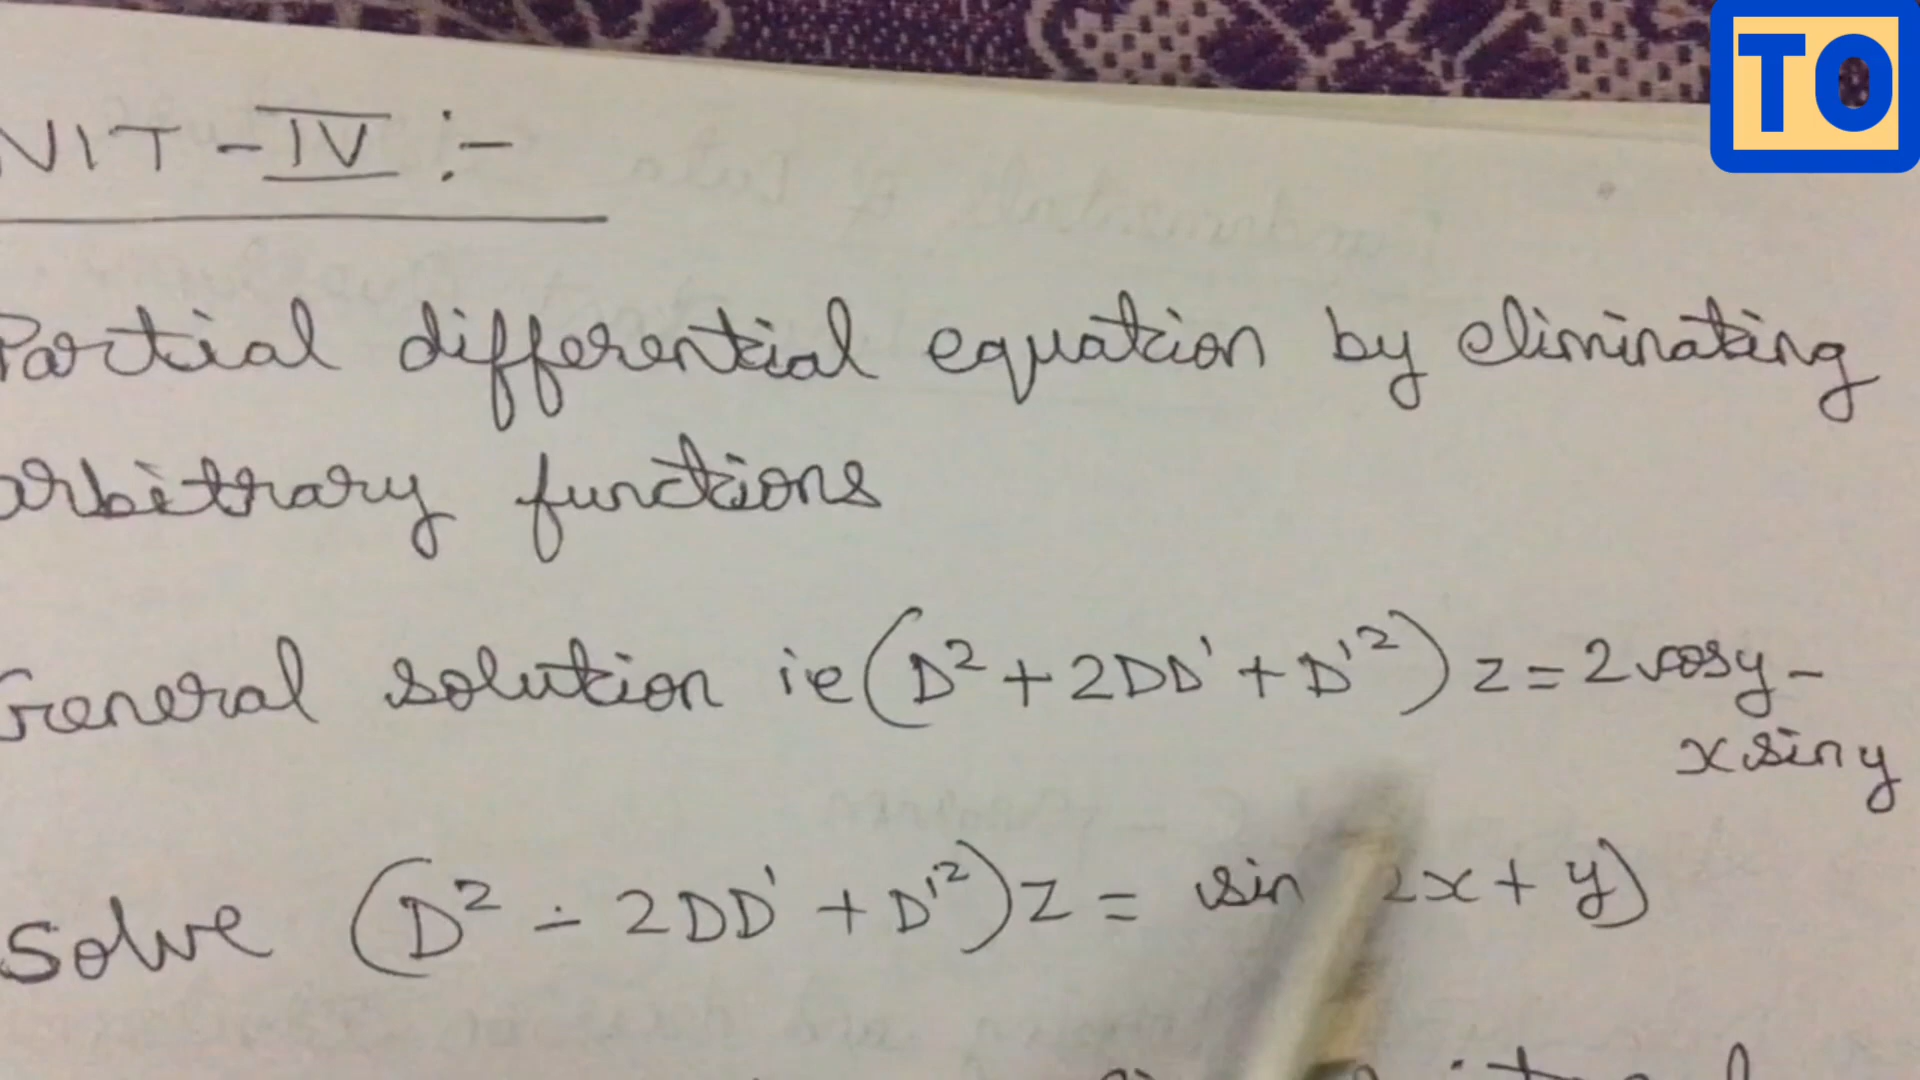 TO
NIT - IV :-
Partial differential equation by eliminating
arbitrary functions
General solution ie (D² + 2DD' + D'²) z = 2 cosy -
x siny
Solve (D² - 2DD' + D'²) z = sin 2x + y)